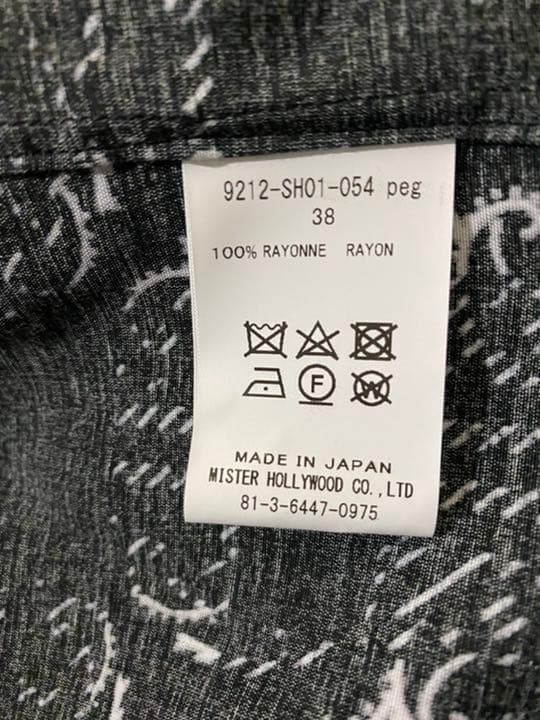 9212-SH01-054 peg
38
100% RAYONNE RAYON
F
W
MADE IN JAPAN
MISTER HOLLYWOOD CO.,LTD
81-3-6447-0975